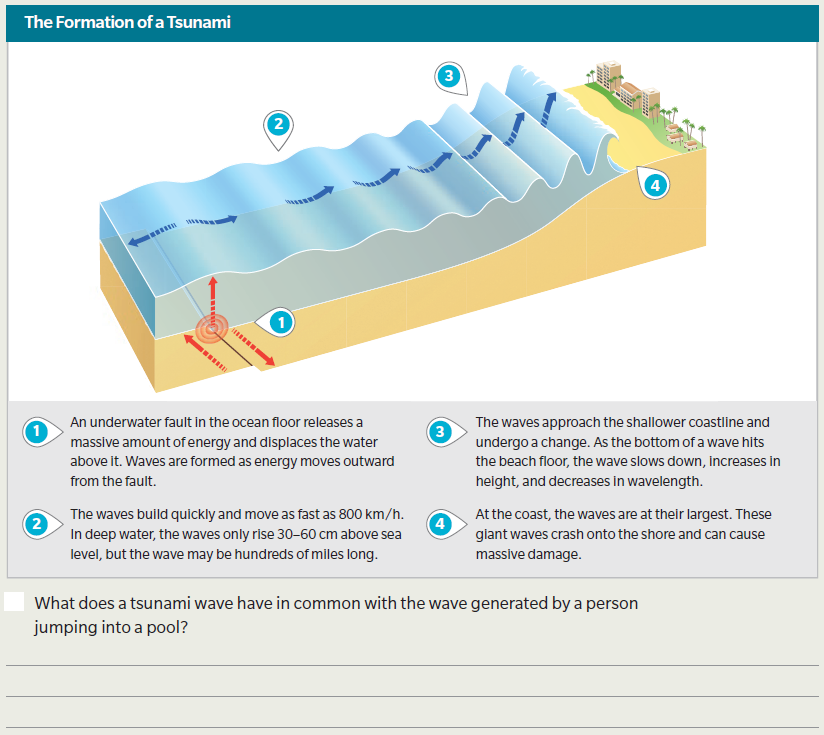 The Formation of a Tsunami
3
2
4
1
1 An underwater fault in the ocean floor releases a
massive amount of energy and displaces the water
above it. Waves are formed as energy moves outward
from the fault.
2 The waves build quickly and move as fast as 800 km/h.
In deep water, the waves only rise 30–60 cm above sea
level, but the wave may be hundreds of miles long.
3 The waves approach the shallower coastline and
undergo a change. As the bottom of a wave hits
the beach floor, the wave slows down, increases in
height, and decreases in wavelength.
4 At the coast, the waves are at their largest. These
giant waves crash onto the shore and can cause
massive damage.
What does a tsunami wave have in common with the wave generated by a person
jumping into a pool?